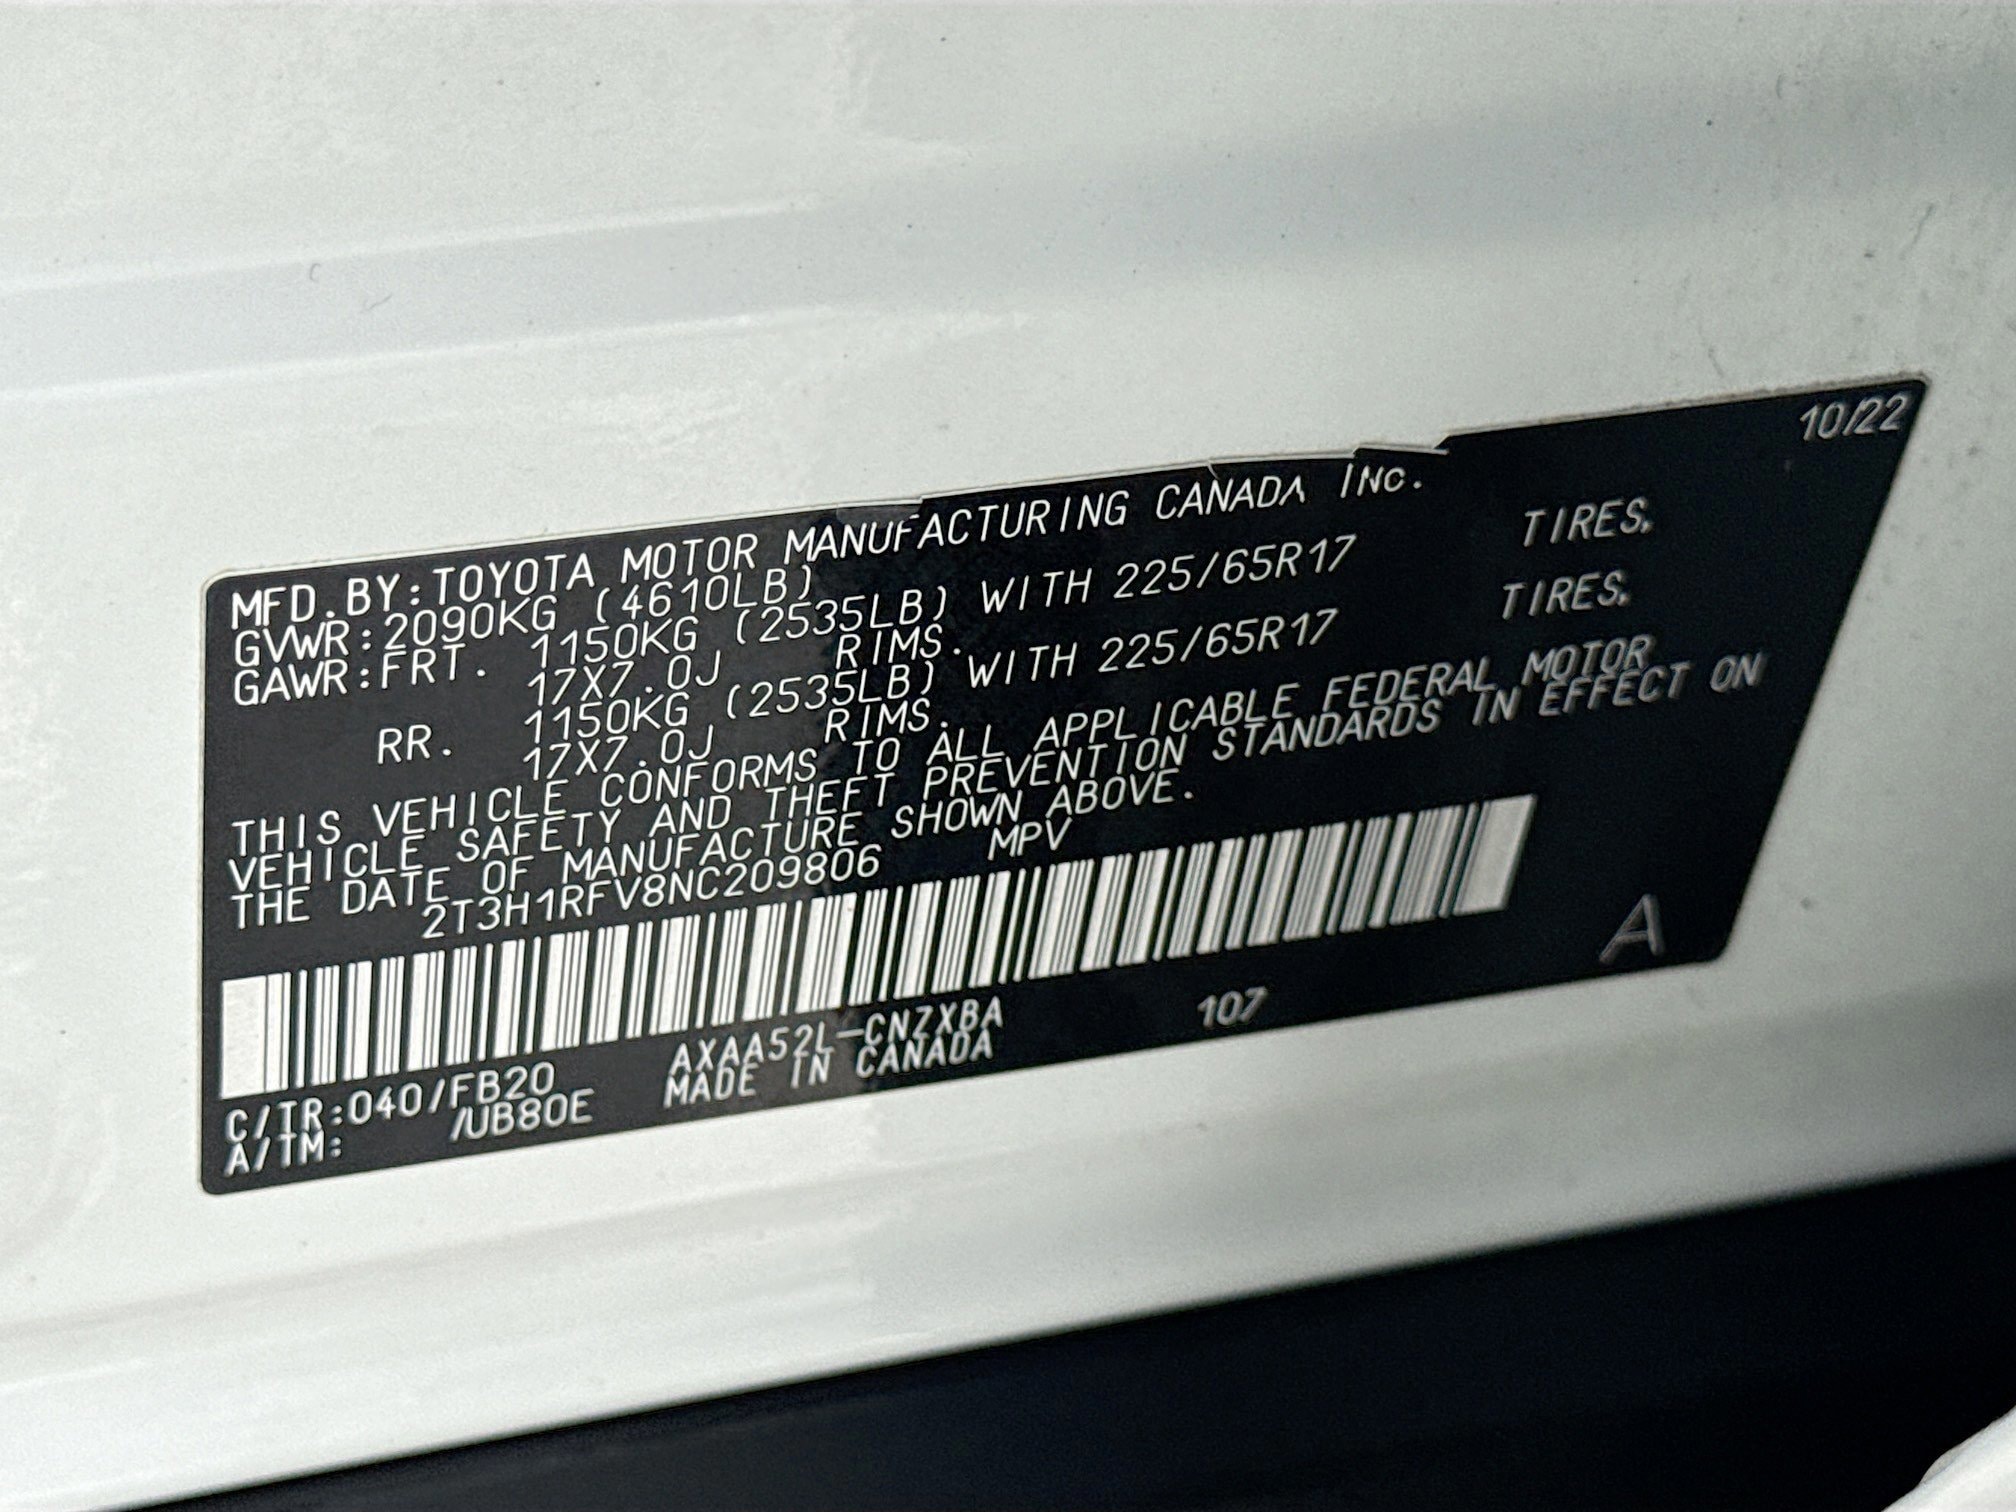 10/22
MFD.BY:TOYOTA MOTOR MANUFACTURING CANADA INC.
GVWR:2090KG (4610LB)
GAWR:FRT. 1150KG (2535LB) WITH 225/65R17 TIRES,
17X7.0J RIMS.
RR. 1150KG (2535LB) WITH 225/65R17 TIRES,
17X7.0J RIMS.
THIS VEHICLE CONFORMS TO ALL APPLICABLE FEDERAL MOTOR
VEHICLE SAFETY AND THEFT PREVENTION STANDARDS IN EFFECT ON
THE DATE OF MANUFACTURE SHOWN ABOVE.
2T3H1RFV8NC209806 MPV
A
C/TR:040/FB20 AXAA52L-CNZXBA 107
A/TM: /UB80E MADE IN CANADA